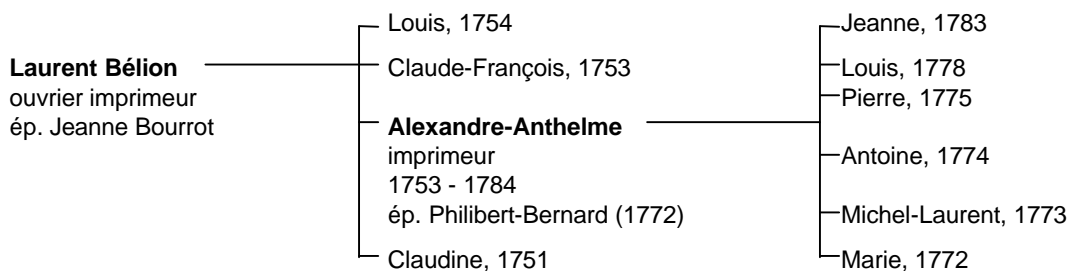 Laurent Bélion
ouvrier imprimeur
ép. Jeanne Bourrot
Louis, 1754
Claude-François, 1753
Alexandre-Anthelme
imprimeur
1753 - 1784
ép. Philibert-Bernard (1772)
Claudine, 1751
Jeanne, 1783
Louis, 1778
Pierre, 1775
Antoine, 1774
Michel-Laurent, 1773
Marie, 1772